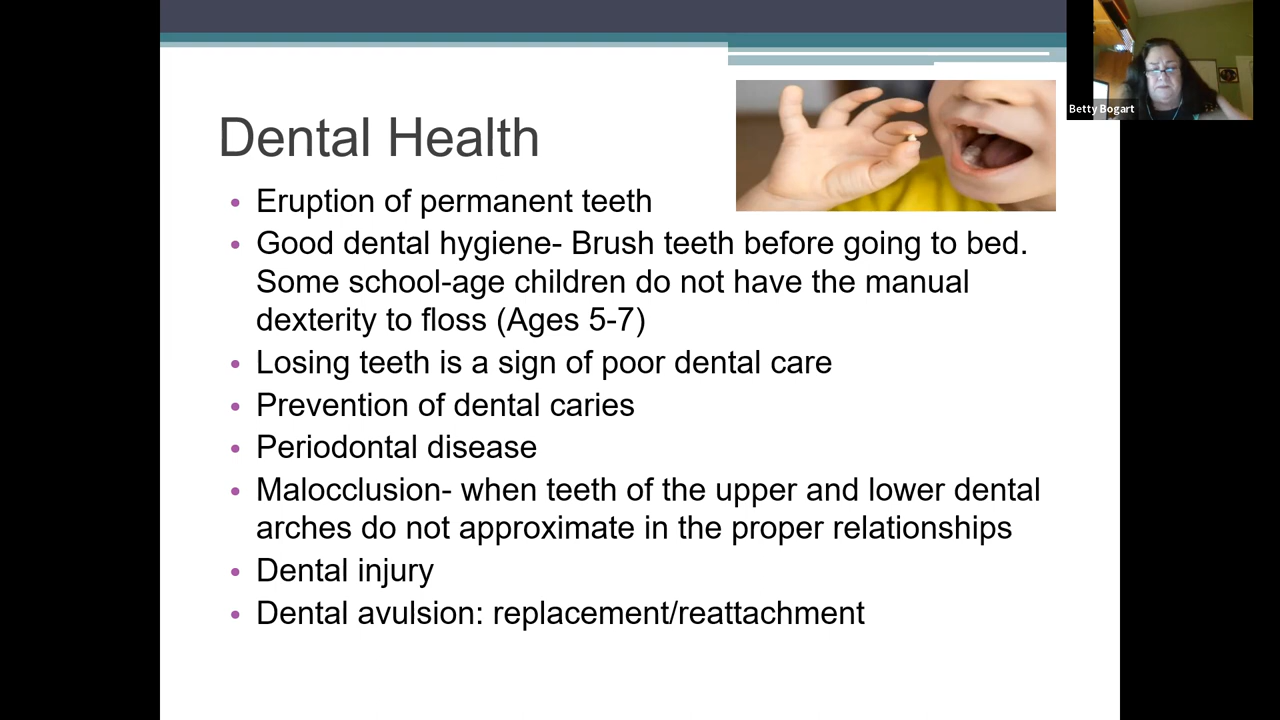 Dental Health
• Eruption of permanent teeth
• Good dental hygiene- Brush teeth before going to bed.
Some school-age children do not have the manual
dexterity to floss (Ages 5-7)
• Losing teeth is a sign of poor dental care
• Prevention of dental caries
• Periodontal disease
• Malocclusion- when teeth of the upper and lower dental
arches do not approximate in the proper relationships
• Dental injury
• Dental avulsion: replacement/reattachment
Betty Bogart